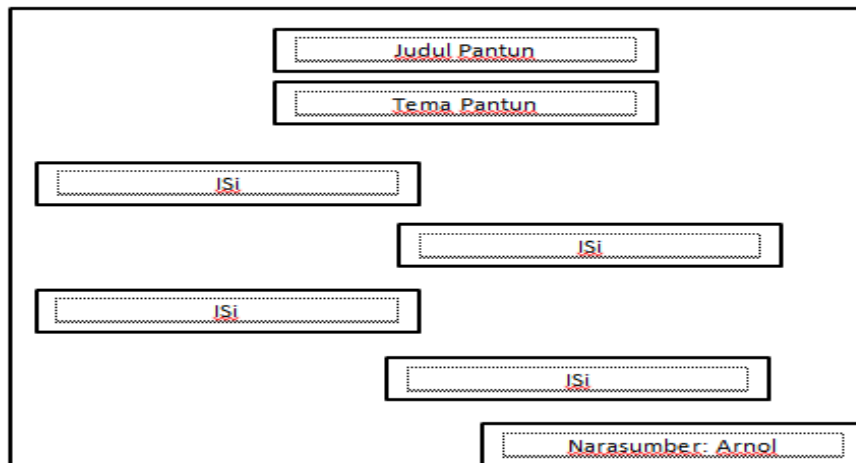 Judul Pantun
Tema Pantun
ISi
ISi
ISi
ISi
Narasumber: Arnol